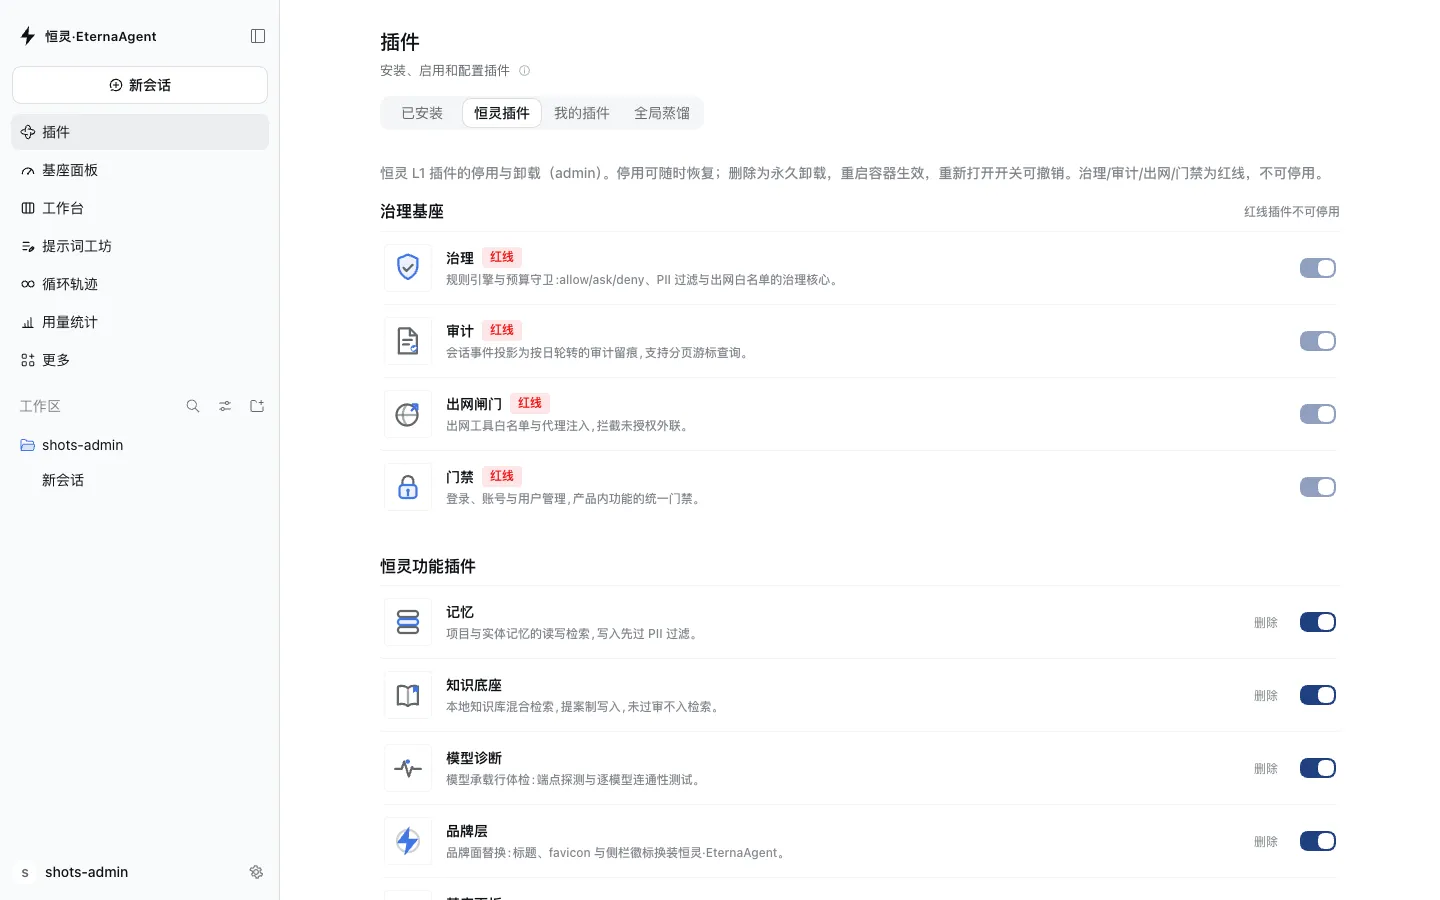 恒灵·EternaAgent
新会话
插件
基座面板
工作台
提示词工坊
循环轨迹
用量统计
更多
工作区
shots-admin
新会话
s shots-admin
插件
安装、启用和配置插件
已安装 恒灵插件 我的插件 全局蒸馏
恒灵 L1 插件的停用与卸载（admin）。停用可随时恢复；删除为永久卸载，重启容器生效，重新打开开关可撤销。治理/审计/出网/门禁为红线，不可停用。
治理基座 红线插件不可停用
治理 红线
规则引擎与预算守卫:allow/ask/deny、PII 过滤与出网白名单的治理核心。
审计 红线
会话事件投影为按日轮转的审计留痕,支持分页游标查询。
出网闸门 红线
出网工具白名单与代理注入,拦截未授权外联。
门禁 红线
登录、账号与用户管理,产品内功能的统一门禁。
恒灵功能插件
记忆
项目与实体记忆的读写检索,写入先过 PII 过滤。
删除
知识底座
本地知识库混合检索,提案制写入,未过审不入检索。
删除
模型诊断
模型承载行体检:端点探测与逐模型连通性测试。
删除
品牌层
品牌面替换:标题、favicon 与侧栏徽标换装恒灵·EternaAgent。
删除